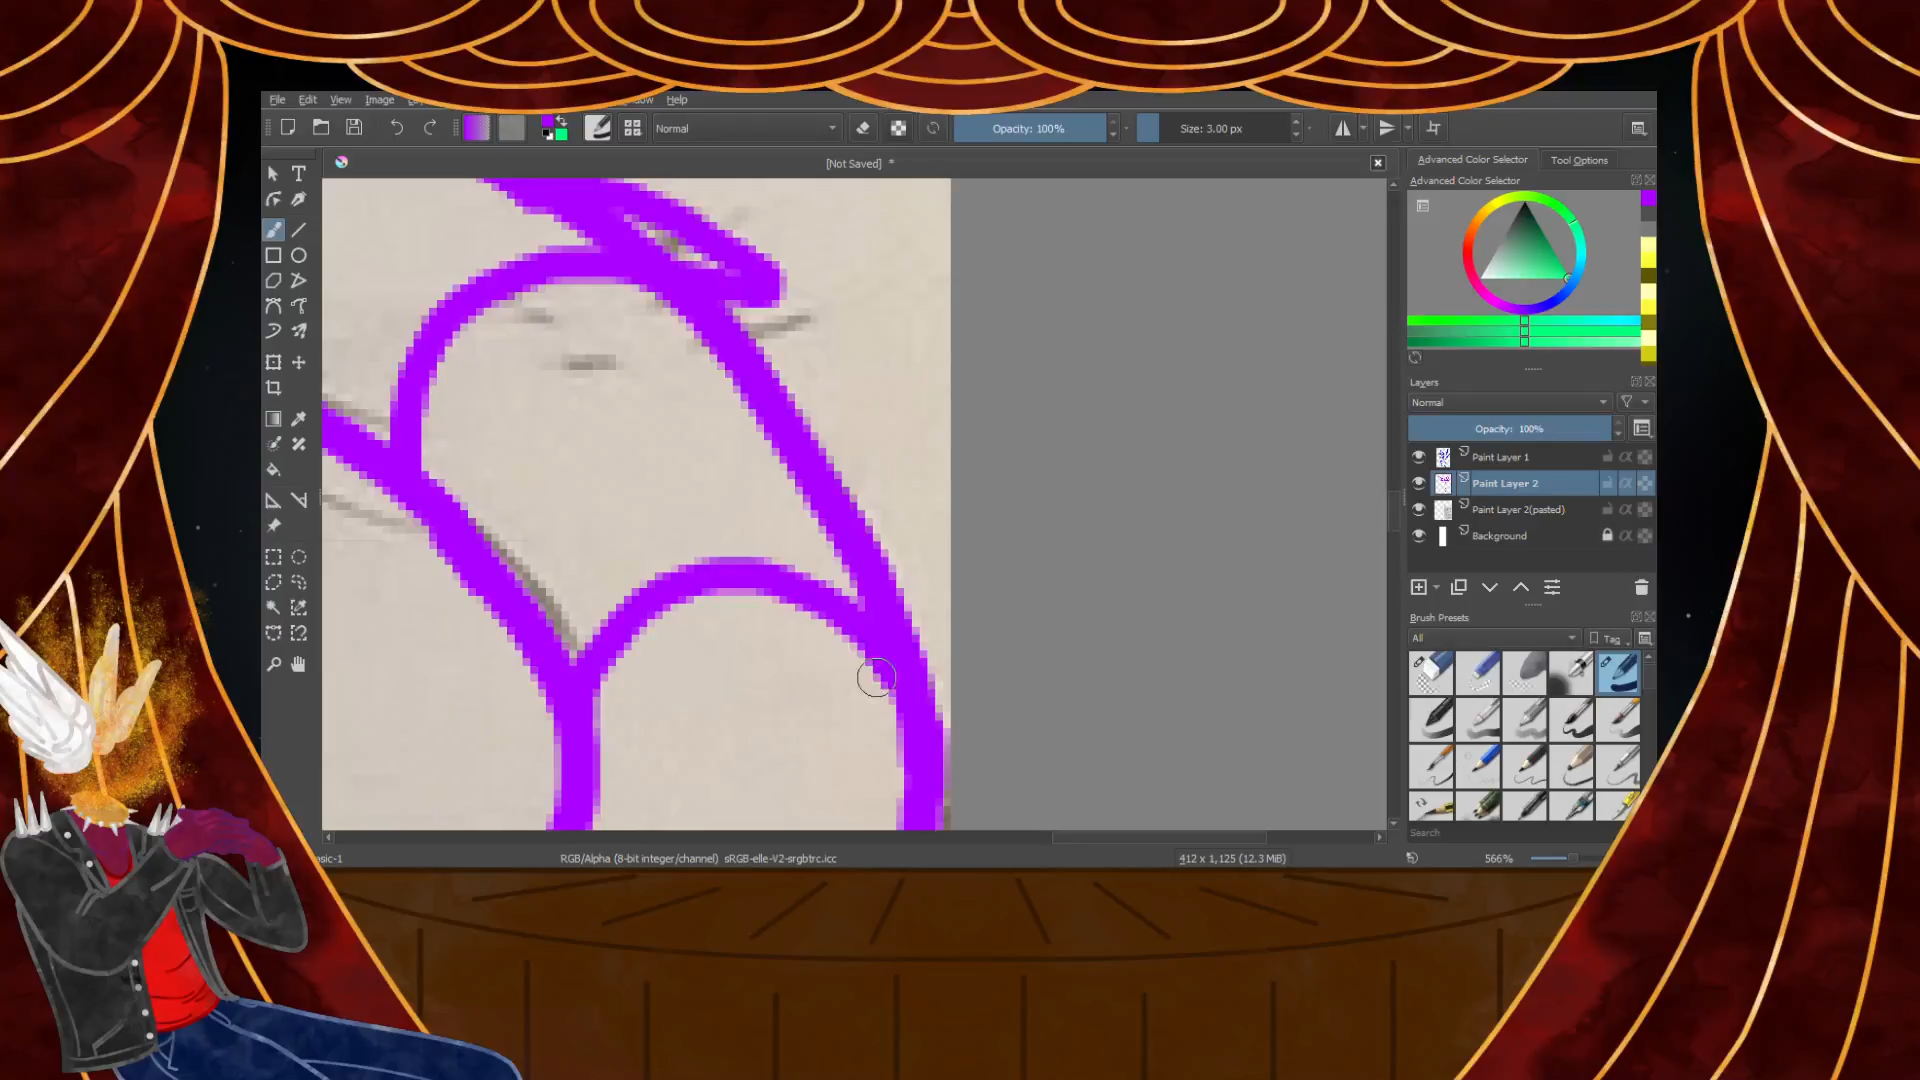 File Edit View Image Help
Normal
Opacity: 100%
Size: 3.00 px
[Not Saved] *
Advanced Color Selector
Tool Options
Advanced Color Selector
Layers
Normal
Opacity: 100%
Paint Layer 1
Paint Layer 2
Paint Layer 2(pasted)
Background
Brush Presets
All
Tag
Search
RGB/Alpha (8-bit integer/channel) sRGB-elle-V2-srgbtrc.icc
412 x 1,125 (12.3 MiB)
566%